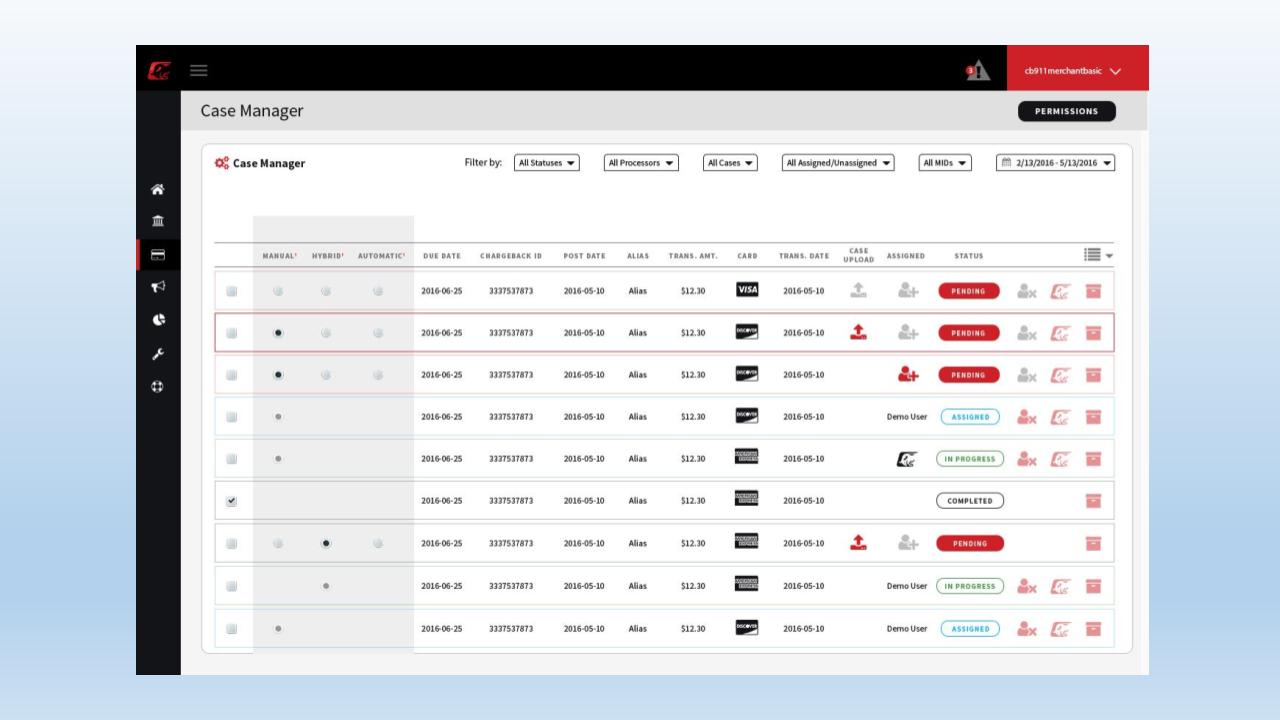 3
cb911merchantbasic
Case Manager
PERMISSIONS
Case Manager
Filter by: All Statuses All Processors All Cases All Assigned/Unassigned All MIDs 2/13/2016 - 5/13/2016
MANUAL¹ HYBRID¹ AUTOMATIC¹ DUE DATE CHARGEBACK ID POST DATE ALIAS TRANS. AMT. CARD TRANS. DATE CASE UPLOAD ASSIGNED STATUS
2016-06-25 3337537873 2016-05-10 Alias $12.30 VISA 2016-05-10 PENDING
2016-06-25 3337537873 2016-05-10 Alias $12.30 DISCOVER 2016-05-10 PENDING
2016-06-25 3337537873 2016-05-10 Alias $12.30 DISCOVER 2016-05-10 PENDING
2016-06-25 3337537873 2016-05-10 Alias $12.30 DISCOVER 2016-05-10 Demo User ASSIGNED
2016-06-25 3337537873 2016-05-10 Alias $12.30 AMERICAN EXPRESS 2016-05-10 IN PROGRESS
2016-06-25 3337537873 2016-05-10 Alias $12.30 AMERICAN EXPRESS 2016-05-10 COMPLETED
2016-06-25 3337537873 2016-05-10 Alias $12.30 AMERICAN EXPRESS 2016-05-10 PENDING
2016-06-25 3337537873 2016-05-10 Alias $12.30 AMERICAN EXPRESS 2016-05-10 Demo User IN PROGRESS
2016-06-25 3337537873 2016-05-10 Alias $12.30 DISCOVER 2016-05-10 Demo User ASSIGNED